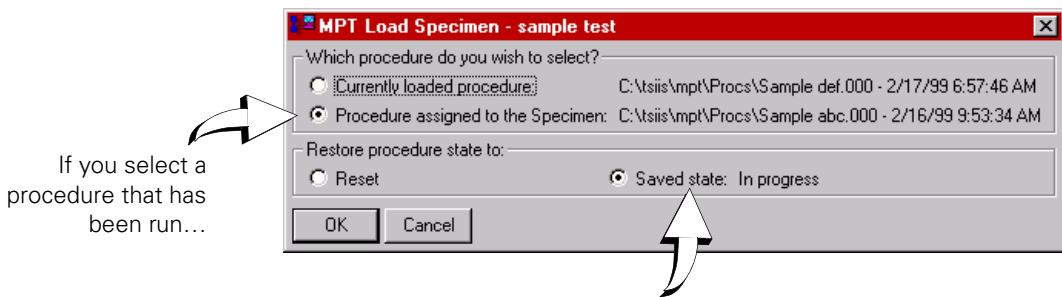 MPT Load Specimen - sample test
Which procedure do you wish to select?
Currently loaded procedure: C:\tsiis\mpt\Procs\Sample def.000 - 2/17/99 6:57:46 AM
Procedure assigned to the Specimen: C:\tsiis\mpt\Procs\Sample abc.000 - 2/16/99 9:53:34 AM
Restore procedure state to:
Reset Saved state: In progress
OK Cancel
If you select a
procedure that has
been run…